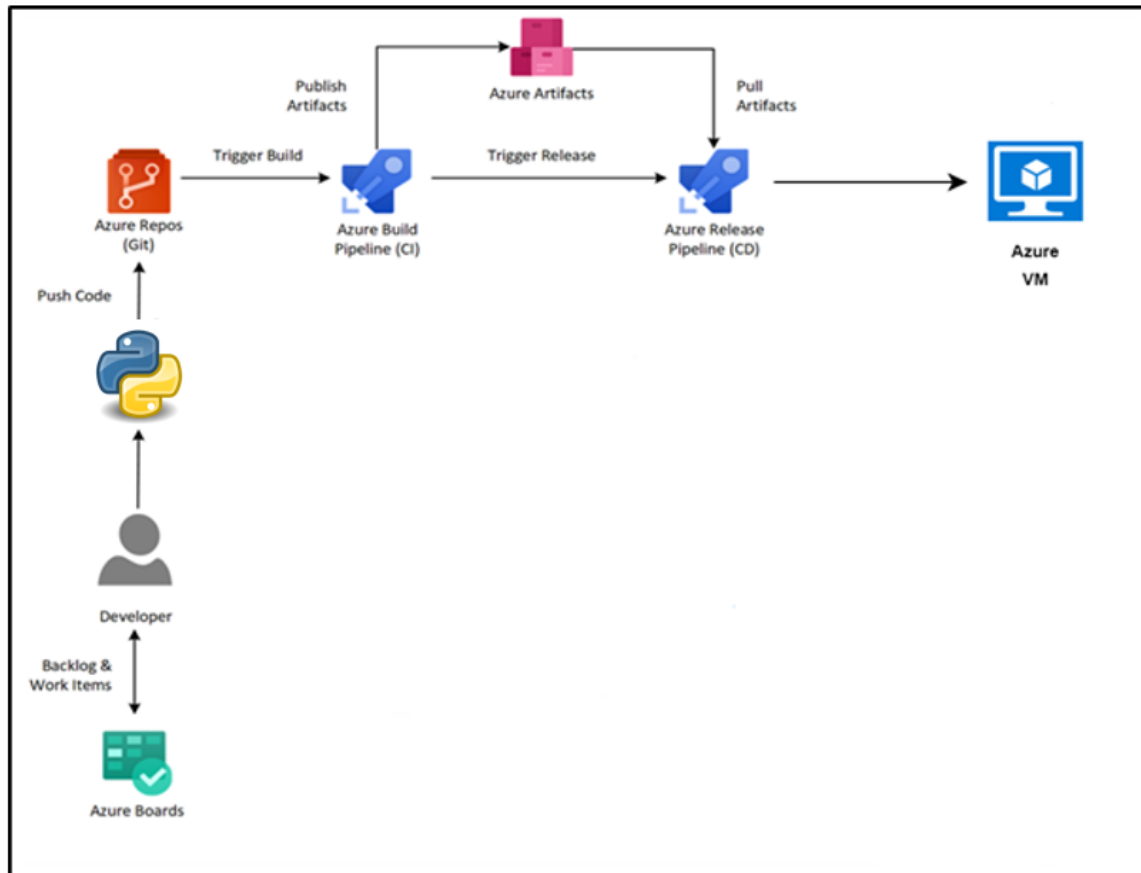 Publish
Artifacts
Azure Artifacts
Pull
Artifacts
Trigger Build
Trigger Release
Azure Repos
(Git)
Azure Build
Pipeline (CI)
Azure Release
Pipeline (CD)
Azure
VM
Push Code
Developer
Backlog &
Work Items
Azure Boards